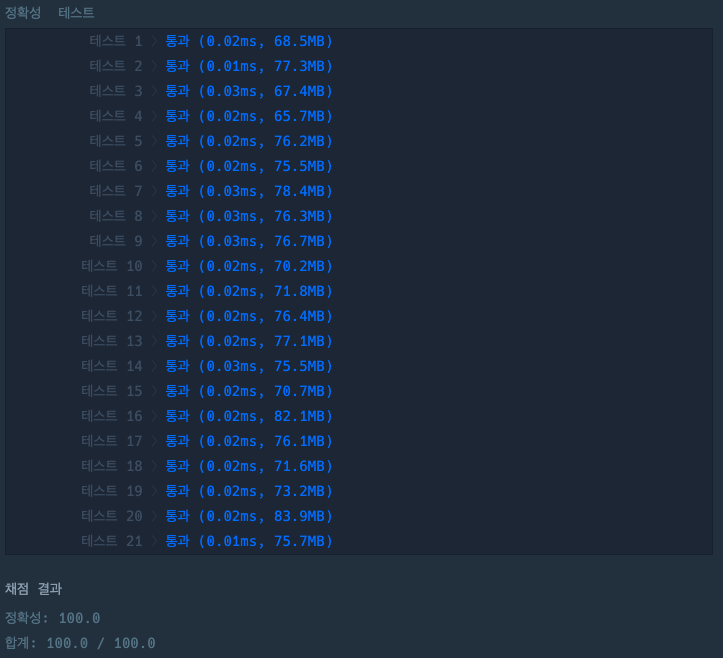 정확성 테스트
테스트 1 〉 통과 (0.02ms, 68.5MB)
테스트 2 〉 통과 (0.01ms, 77.3MB)
테스트 3 〉 통과 (0.03ms, 67.4MB)
테스트 4 〉 통과 (0.02ms, 65.7MB)
테스트 5 〉 통과 (0.02ms, 76.2MB)
테스트 6 〉 통과 (0.02ms, 75.5MB)
테스트 7 〉 통과 (0.03ms, 78.4MB)
테스트 8 〉 통과 (0.03ms, 76.3MB)
테스트 9 〉 통과 (0.03ms, 76.7MB)
테스트 10 〉 통과 (0.02ms, 70.2MB)
테스트 11 〉 통과 (0.02ms, 71.8MB)
테스트 12 〉 통과 (0.02ms, 76.4MB)
테스트 13 〉 통과 (0.02ms, 77.1MB)
테스트 14 〉 통과 (0.03ms, 75.5MB)
테스트 15 〉 통과 (0.02ms, 70.7MB)
테스트 16 〉 통과 (0.02ms, 82.1MB)
테스트 17 〉 통과 (0.02ms, 76.1MB)
테스트 18 〉 통과 (0.02ms, 71.6MB)
테스트 19 〉 통과 (0.02ms, 73.2MB)
테스트 20 〉 통과 (0.02ms, 83.9MB)
테스트 21 〉 통과 (0.01ms, 75.7MB)
채점 결과
정확성: 100.0
합계: 100.0 / 100.0